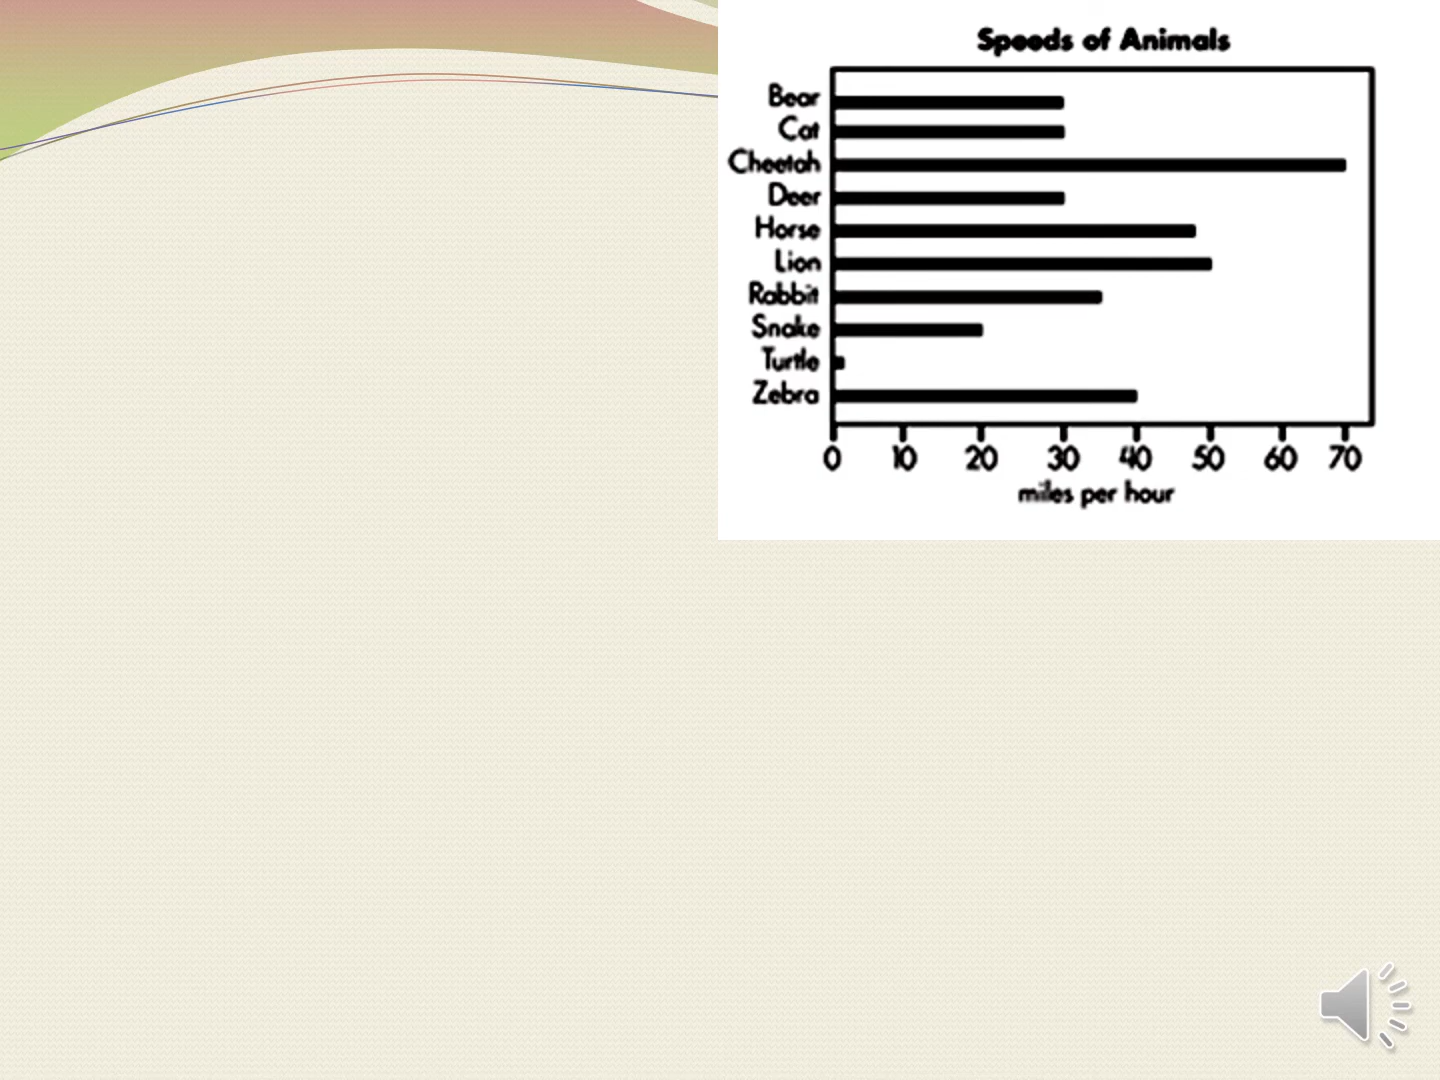 Speeds of Animals
Bear
Cat
Cheetah
Deer
Horse
Lion
Rabbit
Snake
Turtle
Zebra
0 10 20 30 40 50 60 70
miles per hour